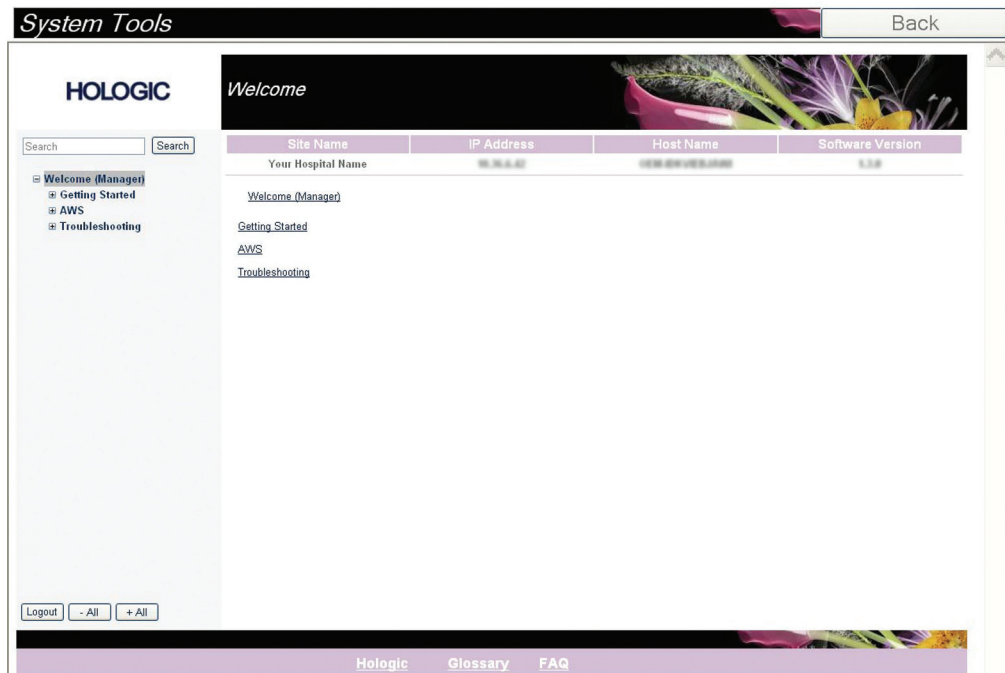 System Tools
Back
HOLOGIC
Welcome
Search
Search
Site Name
IP Address
Host Name
Software Version
Your Hospital Name
Welcome (Manager)
Getting Started
AWS
Troubleshooting
Welcome (Manager)
Getting Started
AWS
Troubleshooting
Logout
- All
+ All
Hologic
Glossary
FAQ